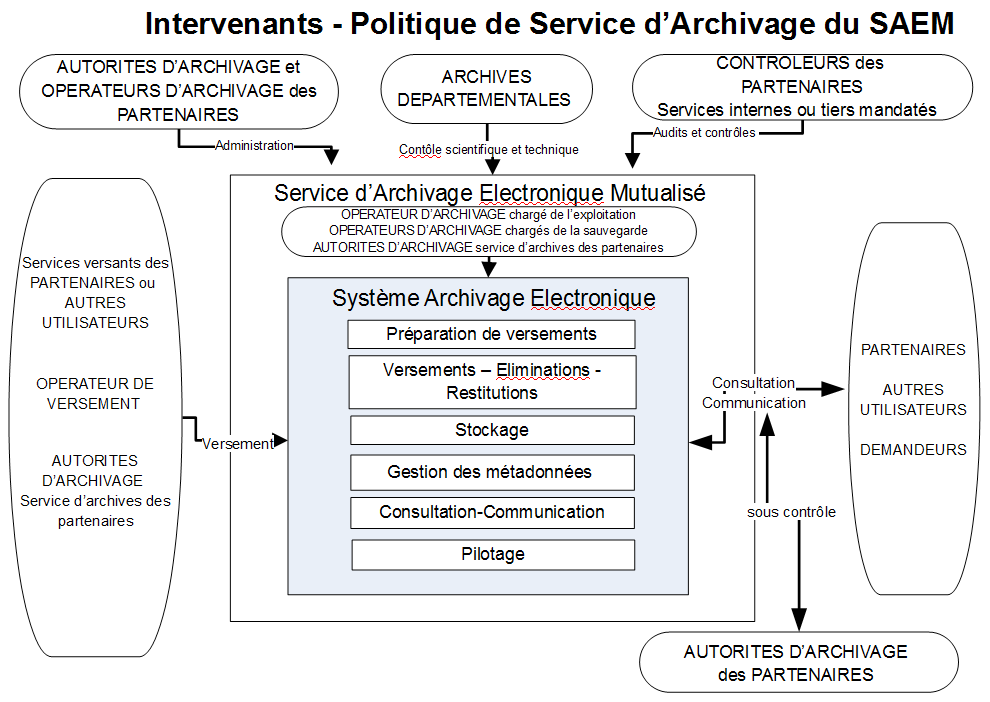 Intervenants - Politique de Service d’Archivage du SAEM
AUTORITES D’ARCHIVAGE et
OPERATEURS D’ARCHIVAGE des
PARTENAIRES
ARCHIVES
DEPARTEMENTALES
CONTROLEURS des
PARTENAIRES
Services internes ou tiers mandatés
Administration
Contôle scientifique et technique
Audits et contrôles
Service d’Archivage Electronique Mutualisé
OPERATEUR D’ARCHIVAGE chargé de l’exploitation
OPERATEURS D’ARCHIVAGE chargés de la sauvegarde
AUTORITES D’ARCHIVAGE service d’archives des partenaires
Services versants des
PARTENAIRES ou
AUTRES
UTILISATEURS
OPERATEUR DE
VERSEMENT
AUTORITES
D’ARCHIVAGE
Service d’archives des
partenaires
Versement
Système Archivage Electronique
Préparation de versements
Versements – Eliminations -
Restitutions
Stockage
Gestion des métadonnées
Consultation-Communication
Pilotage
Consultation
Communication
sous contrôle
PARTENAIRES
AUTRES
UTILISATEURS
DEMANDEURS
AUTORITES D’ARCHIVAGE
des PARTENAIRES